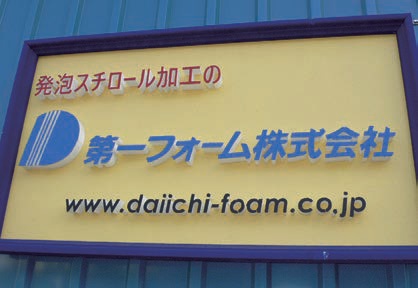 発泡スチロール加工の
第一フォーム株式会社
www.daiichi-foam.co.jp